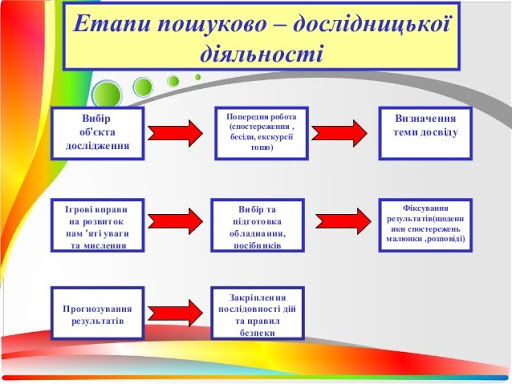 Етапи пошуково – дослідницької
діяльності
Вибір
об'єкта
дослідження
Попередня робота
(спостереження ,
бесіди, екскурсії
тощо)
Визначення
теми досвіду
Ігрові вправи
на розвиток
пам 'яті уваги
та мислення
Вибір та
підготовка
обладнання,
посібників
Фіксування
результатів(щоденн
ики спостережень
малюнки ,розповіді)
Прогнозування
результатів
Закріплення
послідовності дій
та правил
безпеки